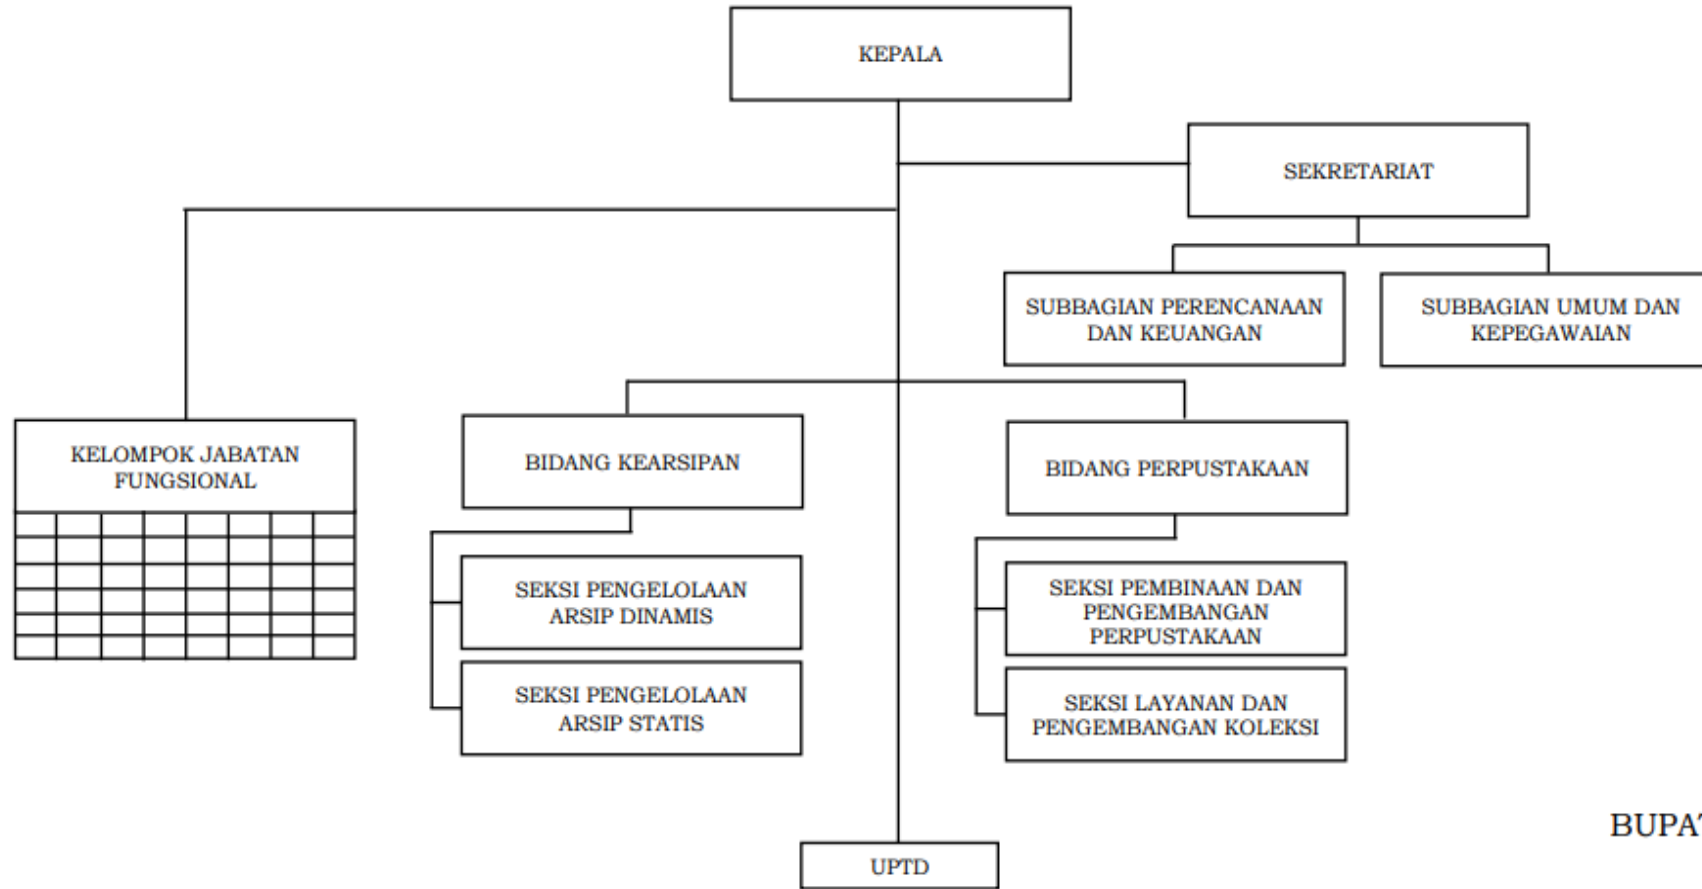 KEPALA
SEKRETARIAT
SUBBAGIAN PERENCANAAN
DAN KEUANGAN
SUBBAGIAN UMUM DAN
KEPEGAWAIAN
KELOMPOK JABATAN
FUNGSIONAL
BIDANG KEARSIPAN
BIDANG PERPUSTAKAAN
SEKSI PENGELOLAAN
ARSIP DINAMIS
SEKSI PENGELOLAAN
ARSIP STATIS
SEKSI PEMBINAAN DAN
PENGEMBANGAN
PERPUSTAKAAN
SEKSI LAYANAN DAN
PENGEMBANGAN KOLEKSI
UPTD
BUPAT